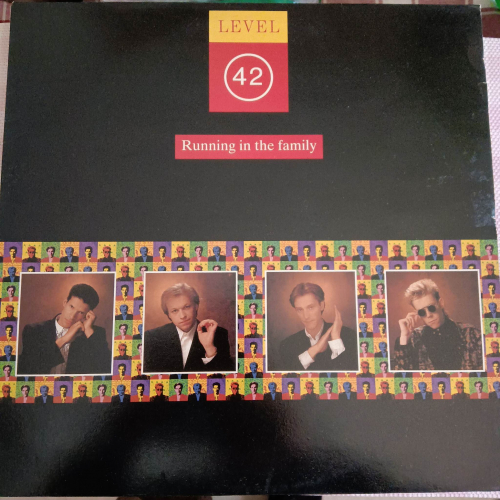 LEVEL
42
Running in the family